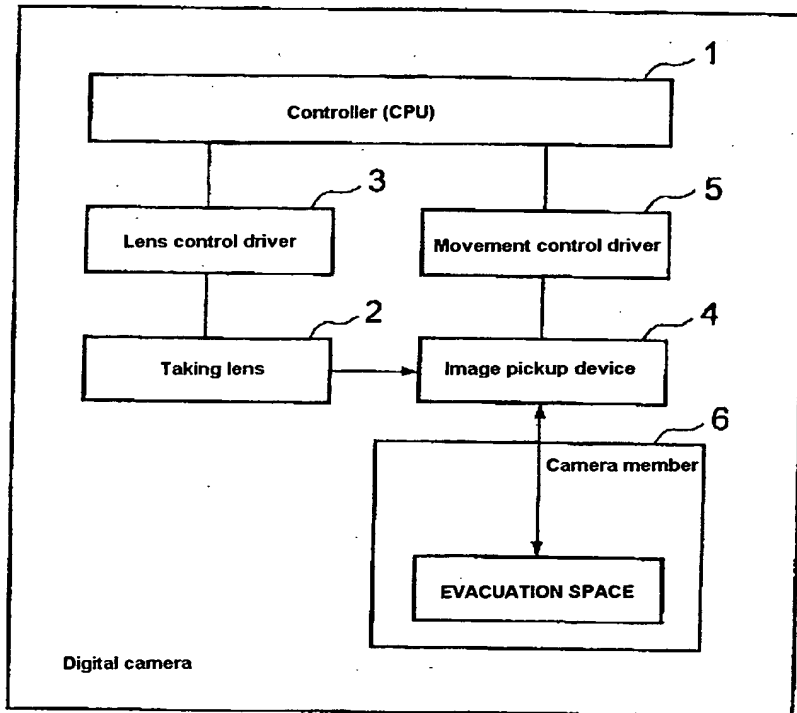 1
Controller (CPU)
3
5
Lens control driver
Movement control driver
2
4
Taking lens
Image pickup device
6
Camera member
EVACUATION SPACE
Digital camera